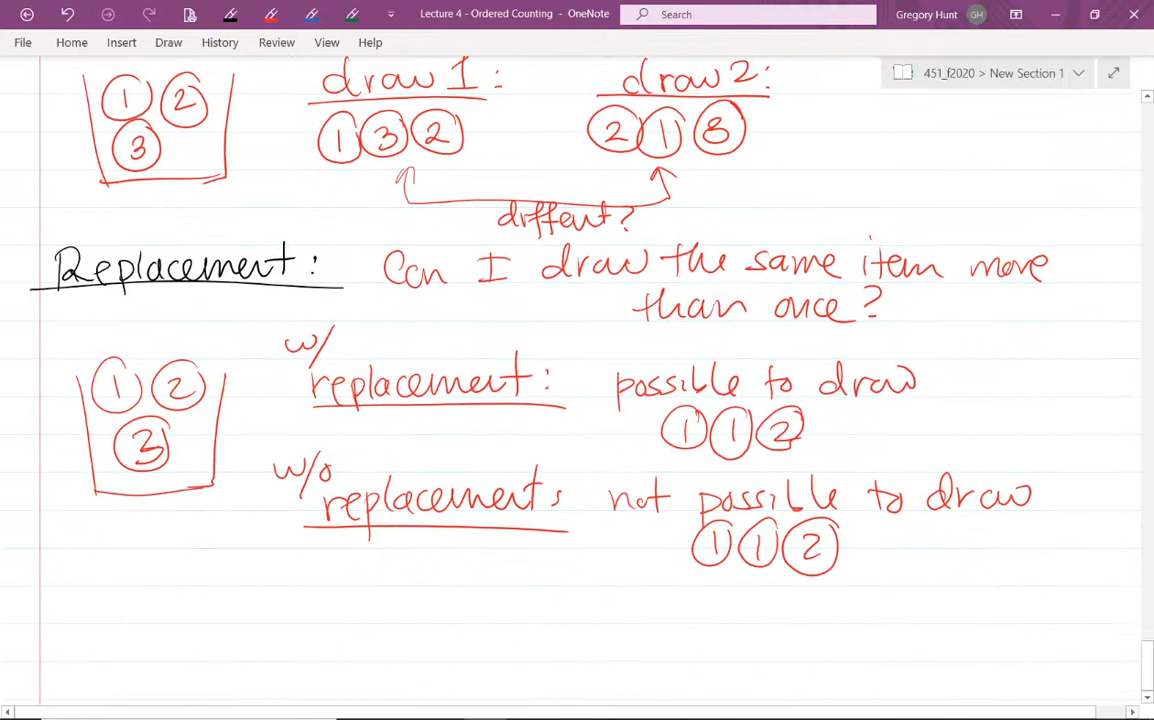 Lecture 4 - Ordered Counting - OneNote
Search
Gregory Hunt GH
File Home Insert Draw History Review Help
451_f2020 > New Section 1
draw 1: draw 2:
1 2
3
1 3 2 2 1 3
diffent?
Replacement: Can I draw the same item more
than once?
w/
replacement: possible to draw
1 2
3
1 1 2
w/o
replacement: not possible to draw
1 1 2